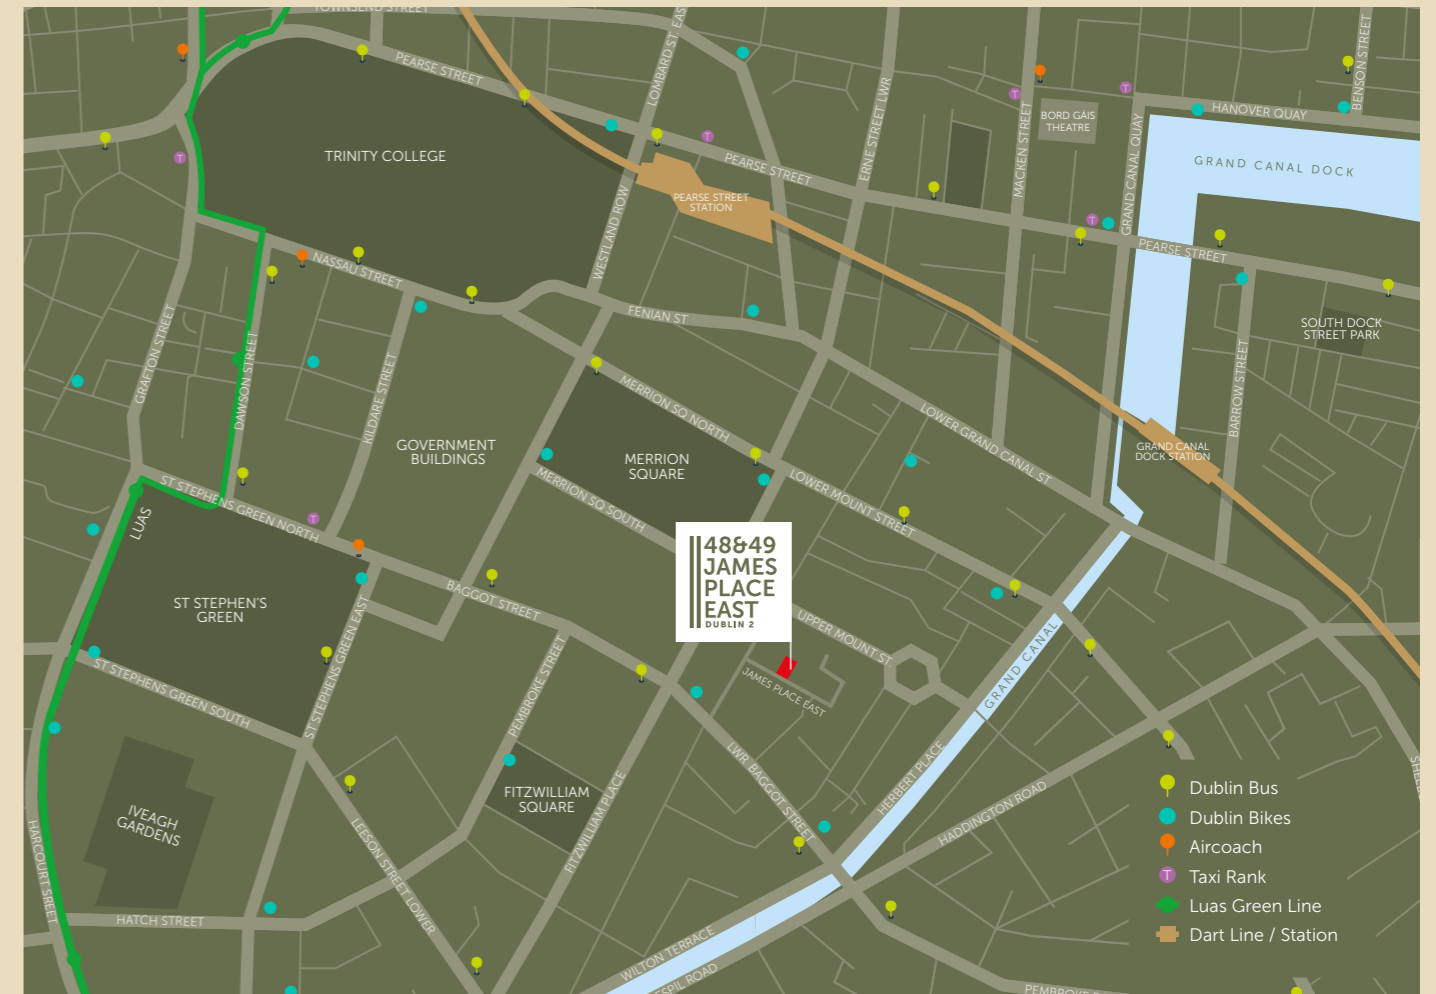 TOWNSEND STREET
LOMBARD ST. EAST
PEARSE STREET
BENSON STREET
HANOVER QUAY
ERNE STREET LWR
MACKEN STREET
BORD GÁIS
THEATRE
GRAND CANAL QUAY
GRAND CANAL DOCK
TRINITY COLLEGE
PEARSE STREET
PEARSE STREET
STATION
WESTLAND ROW
PEARSE STREET
NASSAU STREET
FENIAN ST
SOUTH DOCK
STREET PARK
GRAFTON STREET
DAWSON STREET
KILDARE STREET
MERRION SQ NORTH
BARROW STREET
LOWER GRAND CANAL ST
GRAND CANAL
DOCK STATION
GOVERNMENT
BUILDINGS
MERRION
SQUARE
MERRION SQ SOUTH
LOWER MOUNT STREET
ST STEPHENS GREEN NORTH
LUAS
48&49
JAMES
PLACE
EAST
DUBLIN 2
BAGGOT STREET
ST STEPHEN'S
GREEN
ST STEPHENS GREEN EAST
UPPER MOUNT ST
JAMES PLACE EAST
GRAND CANAL
PEMBROKE STREET
ST STEPHENS GREEN SOUTH
LWR BAGGOT STREET
HERBERT PLACE
FITZWILLIAM
SQUARE
FITZWILLIAM PLACE
HADDINGTON ROAD
IVEAGH
GARDENS
HARCOURT SREET
LEESON STREET LOWER
HATCH STREET
WILTON TERRACE
Dublin Bus
Dublin Bikes
Aircoach
T Taxi Rank
Luas Green Line
Dart Line / Station